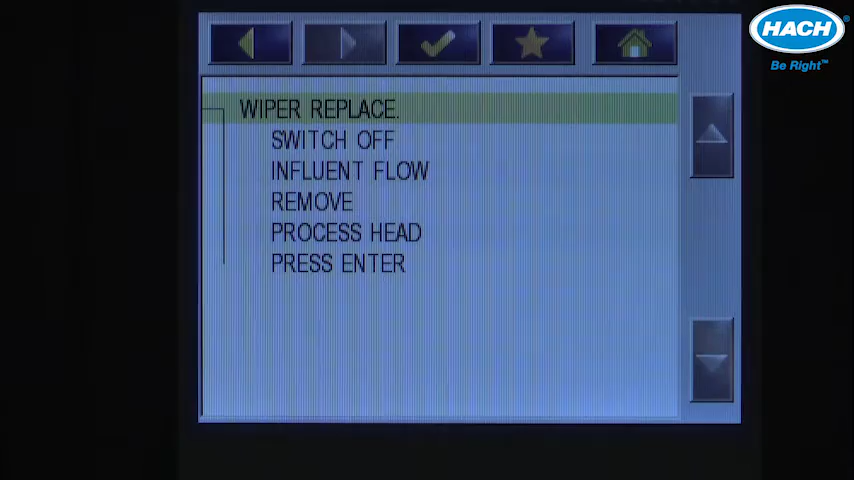 HACH®
Be Right™
WIPER REPLACE.
SWITCH OFF
INFLUENT FLOW
REMOVE
PROCESS HEAD
PRESS ENTER